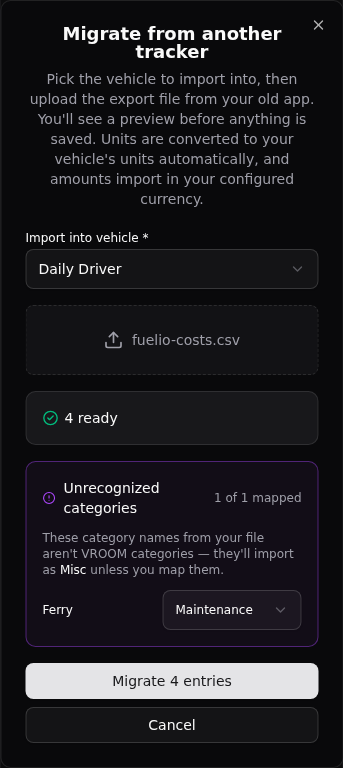 Migrate from another
tracker
Pick the vehicle to import into, then
upload the export file from your old app.
You'll see a preview before anything is
saved. Units are converted to your
vehicle's units automatically, and
amounts import in your configured
currency.
Import into vehicle *
Daily Driver
fuelio-costs.csv
4 ready
Unrecognized
categories
1 of 1 mapped
These category names from your file
aren't VROOM categories — they'll import
as Misc unless you map them.
Ferry
Maintenance
Migrate 4 entries
Cancel